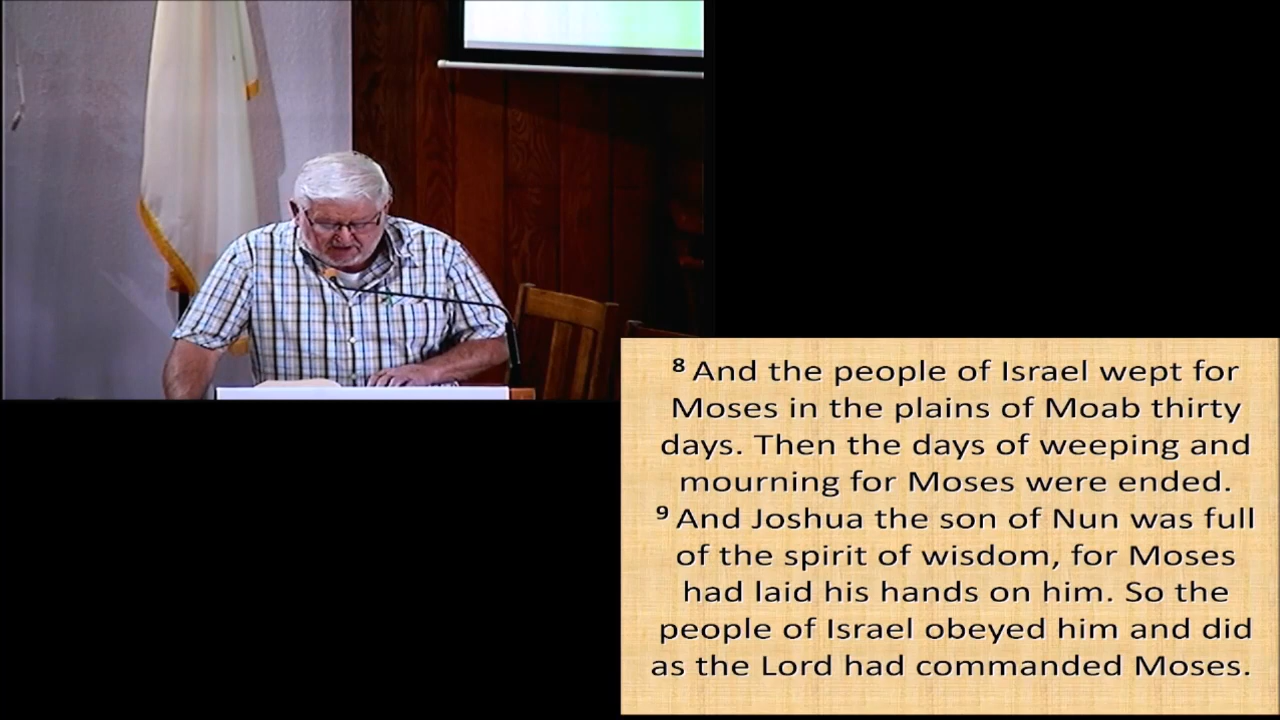 8 And the people of Israel wept for
Moses in the plains of Moab thirty
days. Then the days of weeping and
mourning for Moses were ended.
9 And Joshua the son of Nun was full
of the spirit of wisdom, for Moses
had laid his hands on him. So the
people of Israel obeyed him and did
as the Lord had commanded Moses.